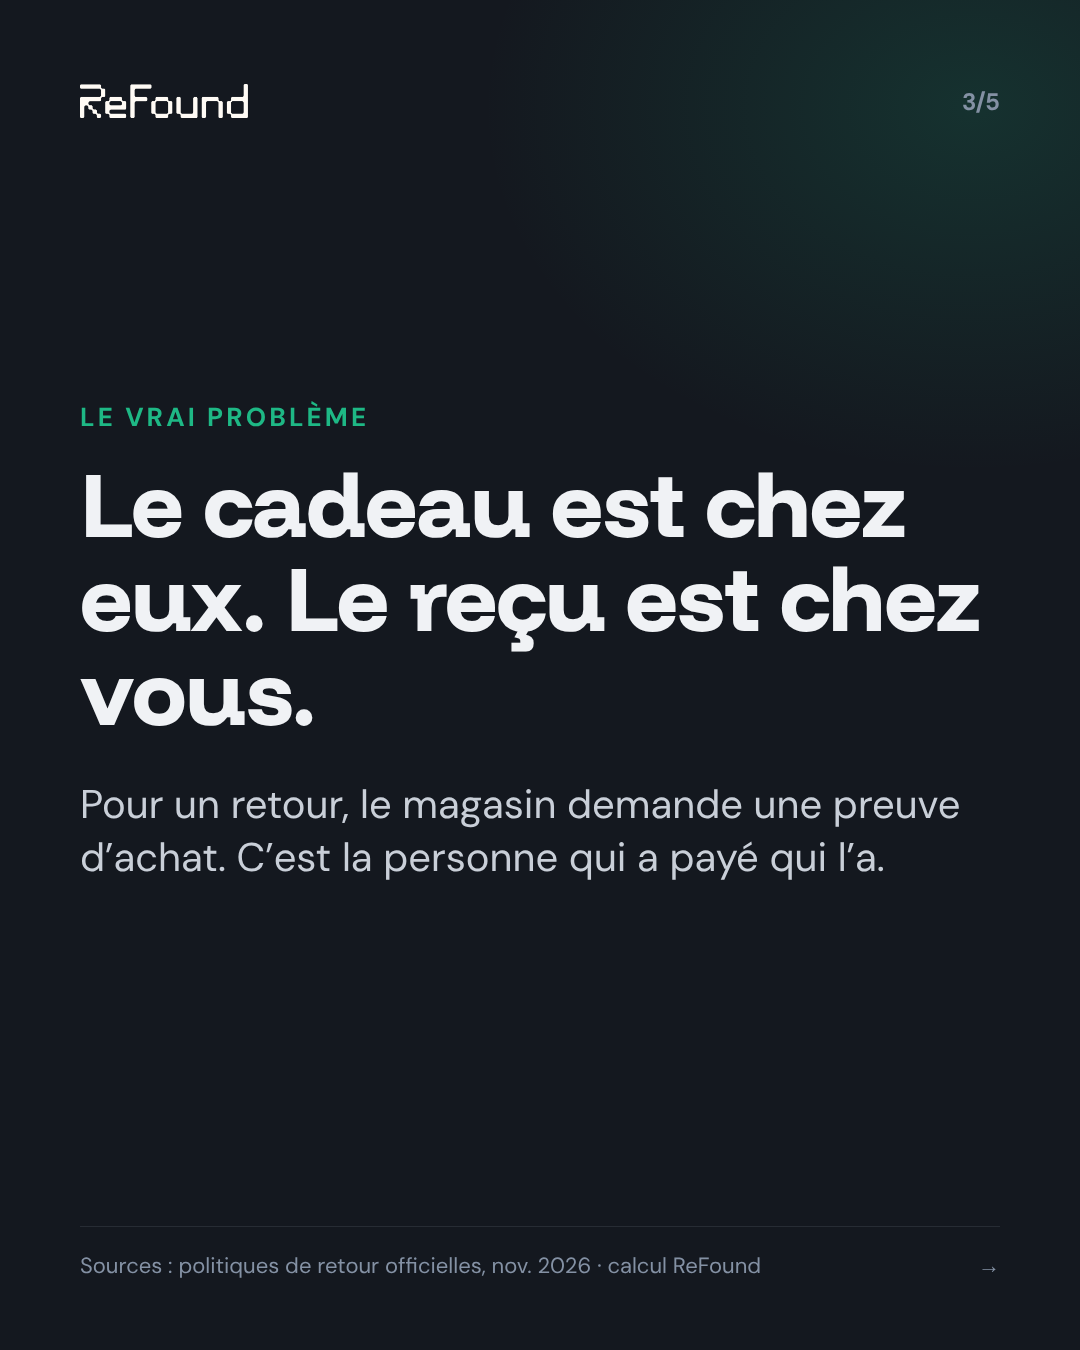 ReFound
3/5
LE VRAI PROBLÈME
Le cadeau est chez
eux. Le reçu est chez
vous.
Pour un retour, le magasin demande une preuve
d’achat. C’est la personne qui a payé qui l’a.
Sources : politiques de retour officielles, nov. 2026 · calcul ReFound
→